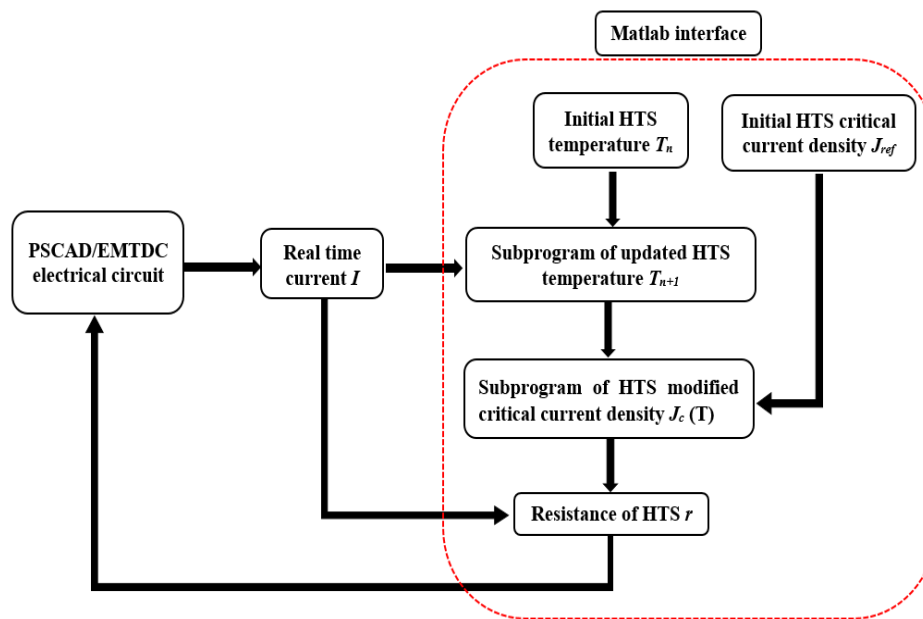 Matlab interface
Initial HTS
temperature Tn
Initial HTS critical
current density Jref
PSCAD/EMTDC
electrical circuit
Real time
current I
Subprogram of updated HTS
temperature Tn+1
Subprogram of HTS modified
critical current density Jc (T)
Resistance of HTS r